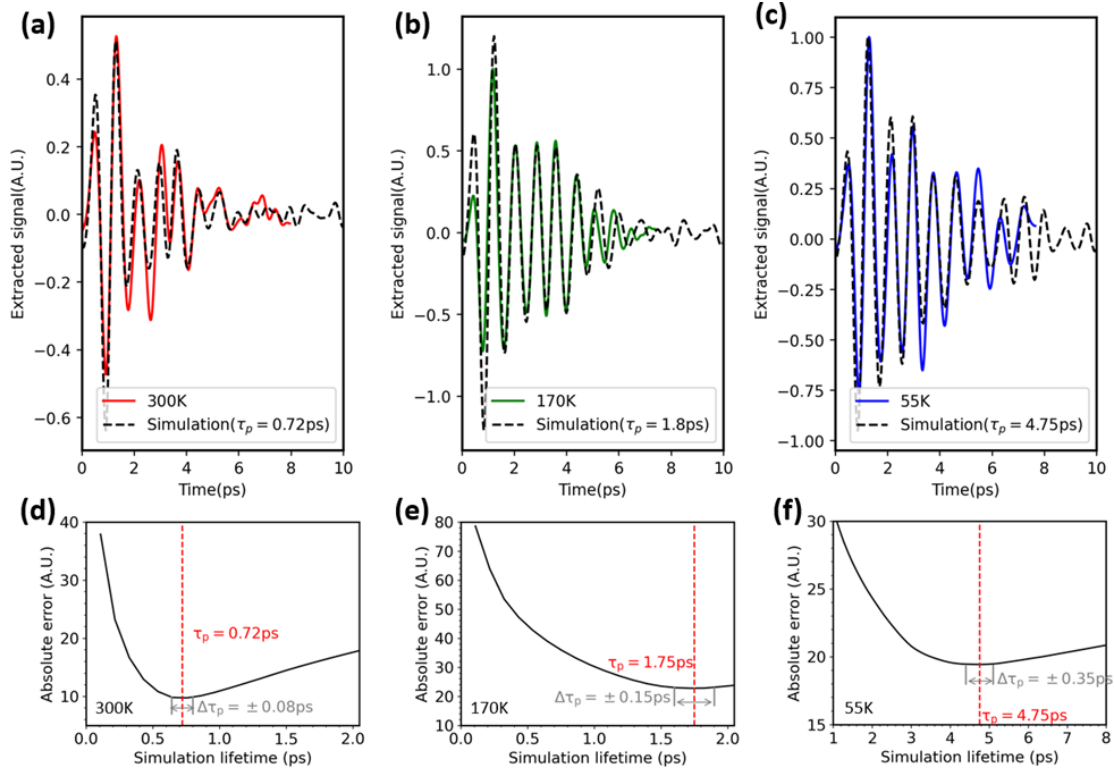 (a)
(b)
(c)
Extracted signal(A.U.)
0.4
0.2
0.0
−0.2
−0.4
−0.6
300K
Simulation(τp = 0.72ps)
0 2 4 6 8 10
Time(ps)
Extracted signal(A.U.)
1.0
0.5
0.0
−0.5
−1.0
170K
Simulation(τp = 1.8ps)
0 2 4 6 8 10
Time(ps)
Extracted signal(A.U.)
1.00
0.75
0.50
0.25
0.00
−0.25
−0.50
−0.75
−1.00
55K
Simulation(τp = 4.75ps)
0 2 4 6 8 10
Time(ps)
(d)
(e)
(f)
Absolute error (A.U.)
40
30
20
10
τp = 0.72ps
Δτp = ±0.08ps
300K
0.0 0.5 1.0 1.5 2.0
Simulation lifetime (ps)
Absolute error (A.U.)
80
70
60
50
40
30
20
10
τp = 1.75ps
Δτp = ±0.15ps
170K
0.0 0.5 1.0 1.5 2.0
Simulation lifetime (ps)
Absolute error (A.U.)
30
25
20
15
Δτp = ±0.35ps
55K
τp = 4.75ps
1 2 3 4 5 6 7 8
Simulation lifetime (ps)